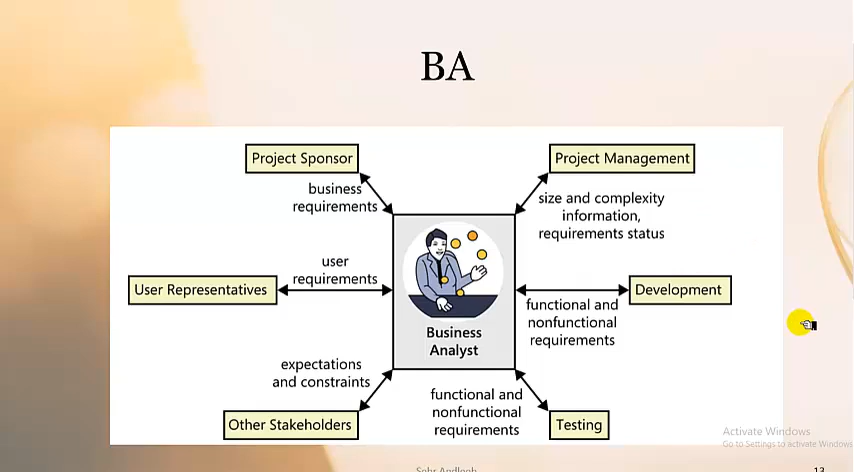 BA
Project Sponsor
Project Management
business
requirements
size and complexity
information,
requirements status
user
requirements
User Representatives
Development
functional and
nonfunctional
requirements
Business
Analyst
expectations
and constraints
functional and
nonfunctional
requirements
Other Stakeholders
Testing
Activate Windows
Go to Settings to activate Windows